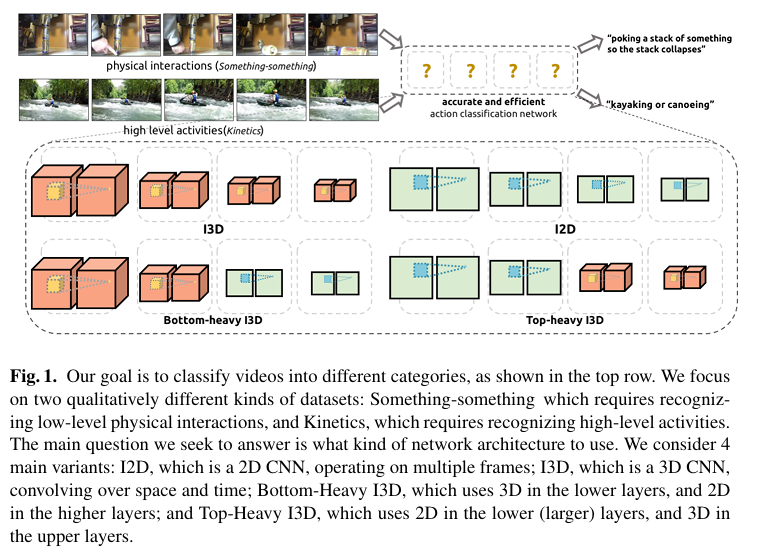 physical interactions (Something-something)
high level activities(Kinetics)
? ? ? ?
accurate and efficient
action classification network
"poking a stack of something
so the stack collapses"
"kayaking or canoeing"
I3D
I2D
Bottom-heavy I3D
Top-heavy I3D
Fig. 1. Our goal is to classify videos into different categories, as shown in the top row. We focus
on two qualitatively different kinds of datasets: Something-something which requires recogniz-
ing low-level physical interactions, and Kinetics, which requires recognizing high-level activities.
The main question we seek to answer is what kind of network architecture to use. We consider 4
main variants: I2D, which is a 2D CNN, operating on multiple frames; I3D, which is a 3D CNN,
convolving over space and time; Bottom-Heavy I3D, which uses 3D in the lower layers, and 2D
in the higher layers; and Top-Heavy I3D, which uses 2D in the lower (larger) layers, and 3D in
the upper layers.